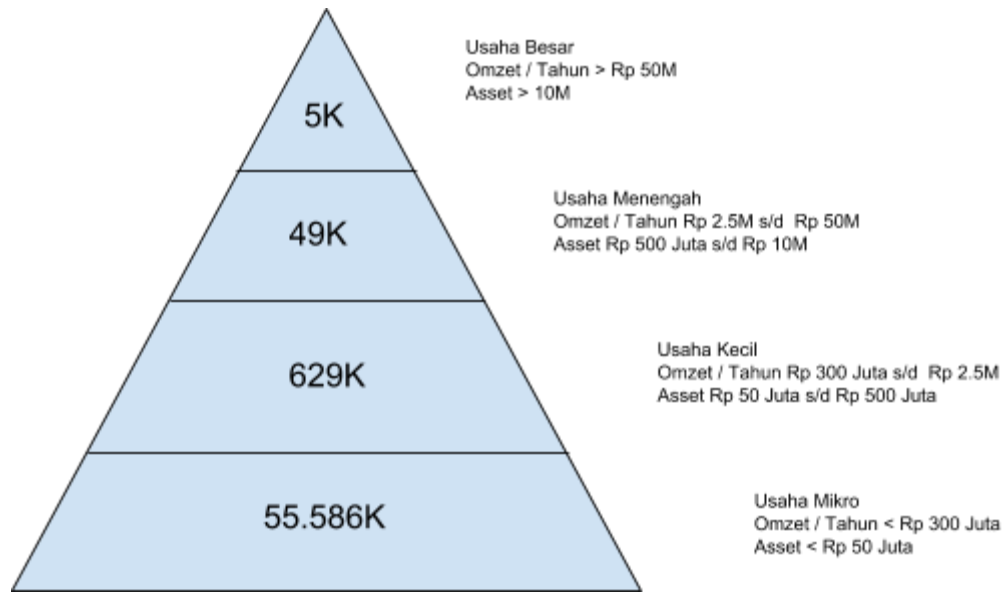 Usaha Besar
Omzet / Tahun > Rp 50M
Asset > 10M
5K
Usaha Menengah
Omzet / Tahun Rp 2.5M s/d Rp 50M
Asset Rp 500 Juta s/d Rp 10M
49K
Usaha Kecil
Omzet / Tahun Rp 300 Juta s/d Rp 2.5M
Asset Rp 50 Juta s/d Rp 500 Juta
629K
Usaha Mikro
Omzet / Tahun < Rp 300 Juta
Asset < Rp 50 Juta
55.586K